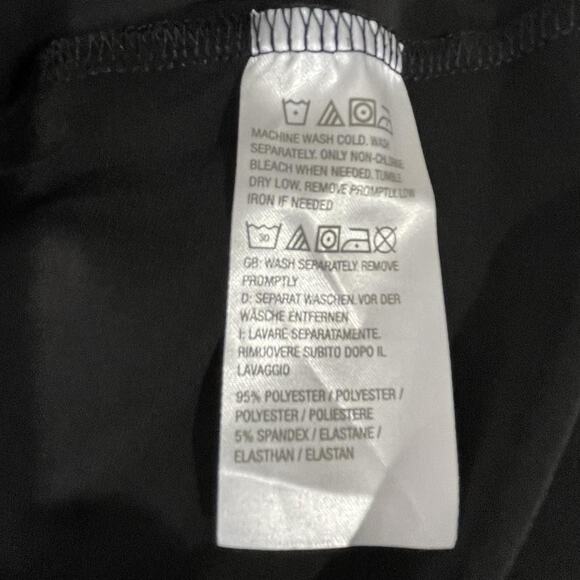 MACHINE WASH COLD. WASH
SEPARATELY. ONLY NON-CHLORINE
BLEACH WHEN NEEDED. TUMBLE
DRY LOW, REMOVE PROMPTLY. LOW
IRON IF NEEDED
30
GB: WASH SEPARATELY REMOVE
PROMPTLY
D: SEPARAT WASCHEN. VOR DER
WÄSCHE ENTFERNEN
I: LAVARE SEPARATAMENTE.
RIMUOVERE SUBITO DOPO IL
LAVAGGIO
95% POLYESTER / POLYESTER /
POLYESTER / POLIESTERE
5% SPANDEX / ELASTANE /
ELASTHAN / ELASTAN